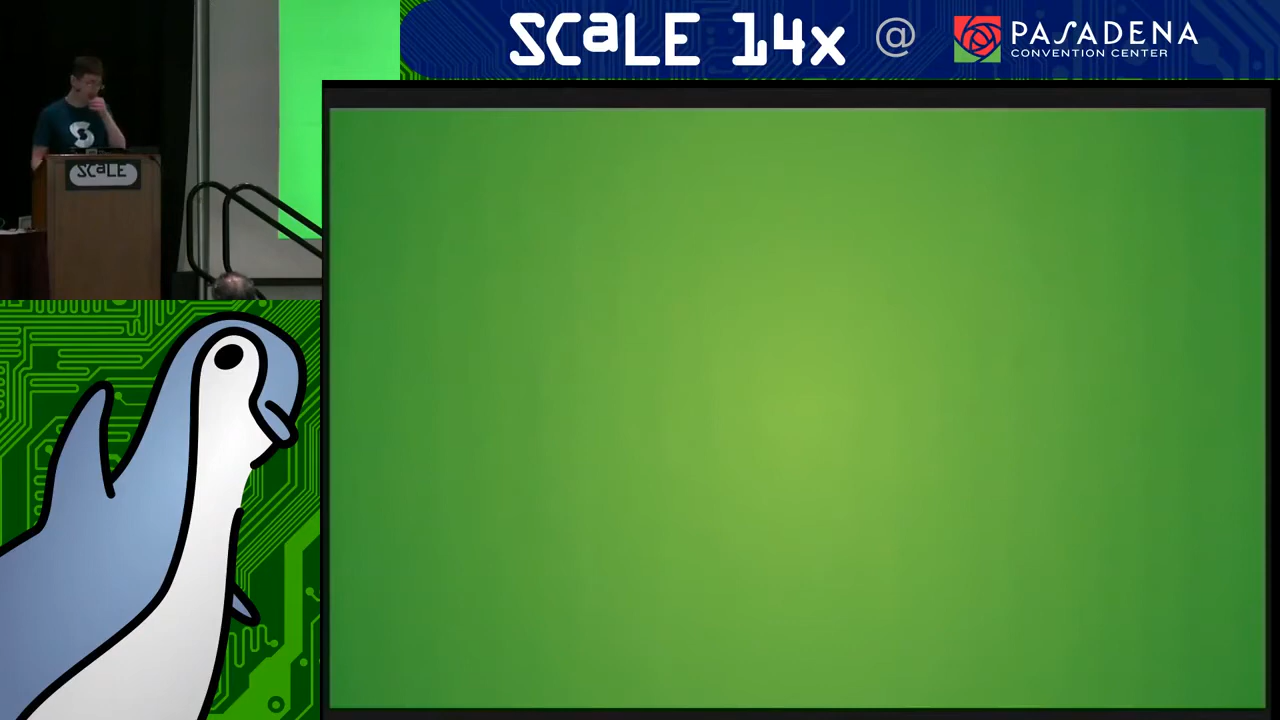 SCaLE 14x @ PASADENA
CONVENTION CENTER
S
SCaLE